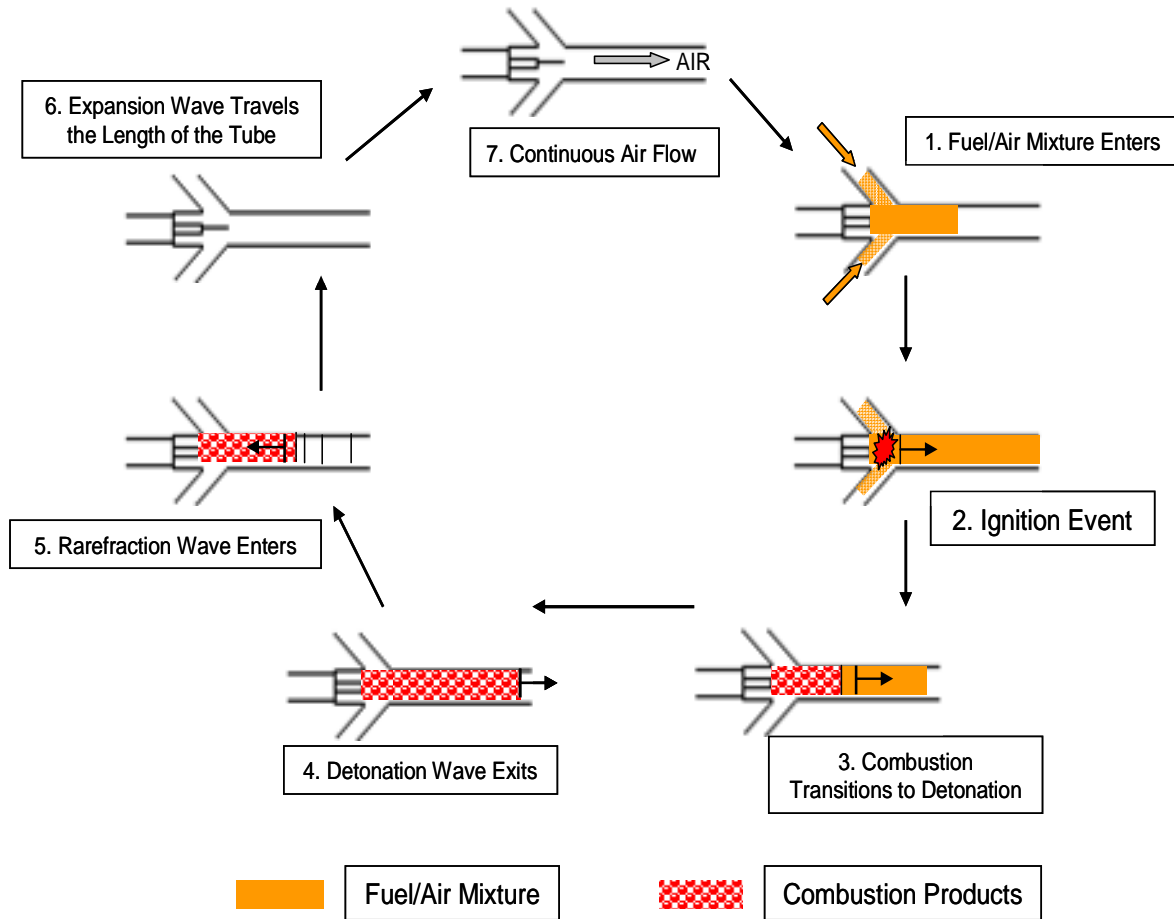 AIR
7. Continuous Air Flow
1. Fuel/Air Mixture Enters
2. Ignition Event
3. Combustion
Transitions to Detonation
4. Detonation Wave Exits
5. Rarefraction Wave Enters
6. Expansion Wave Travels
the Length of the Tube
Fuel/Air Mixture
Combustion Products